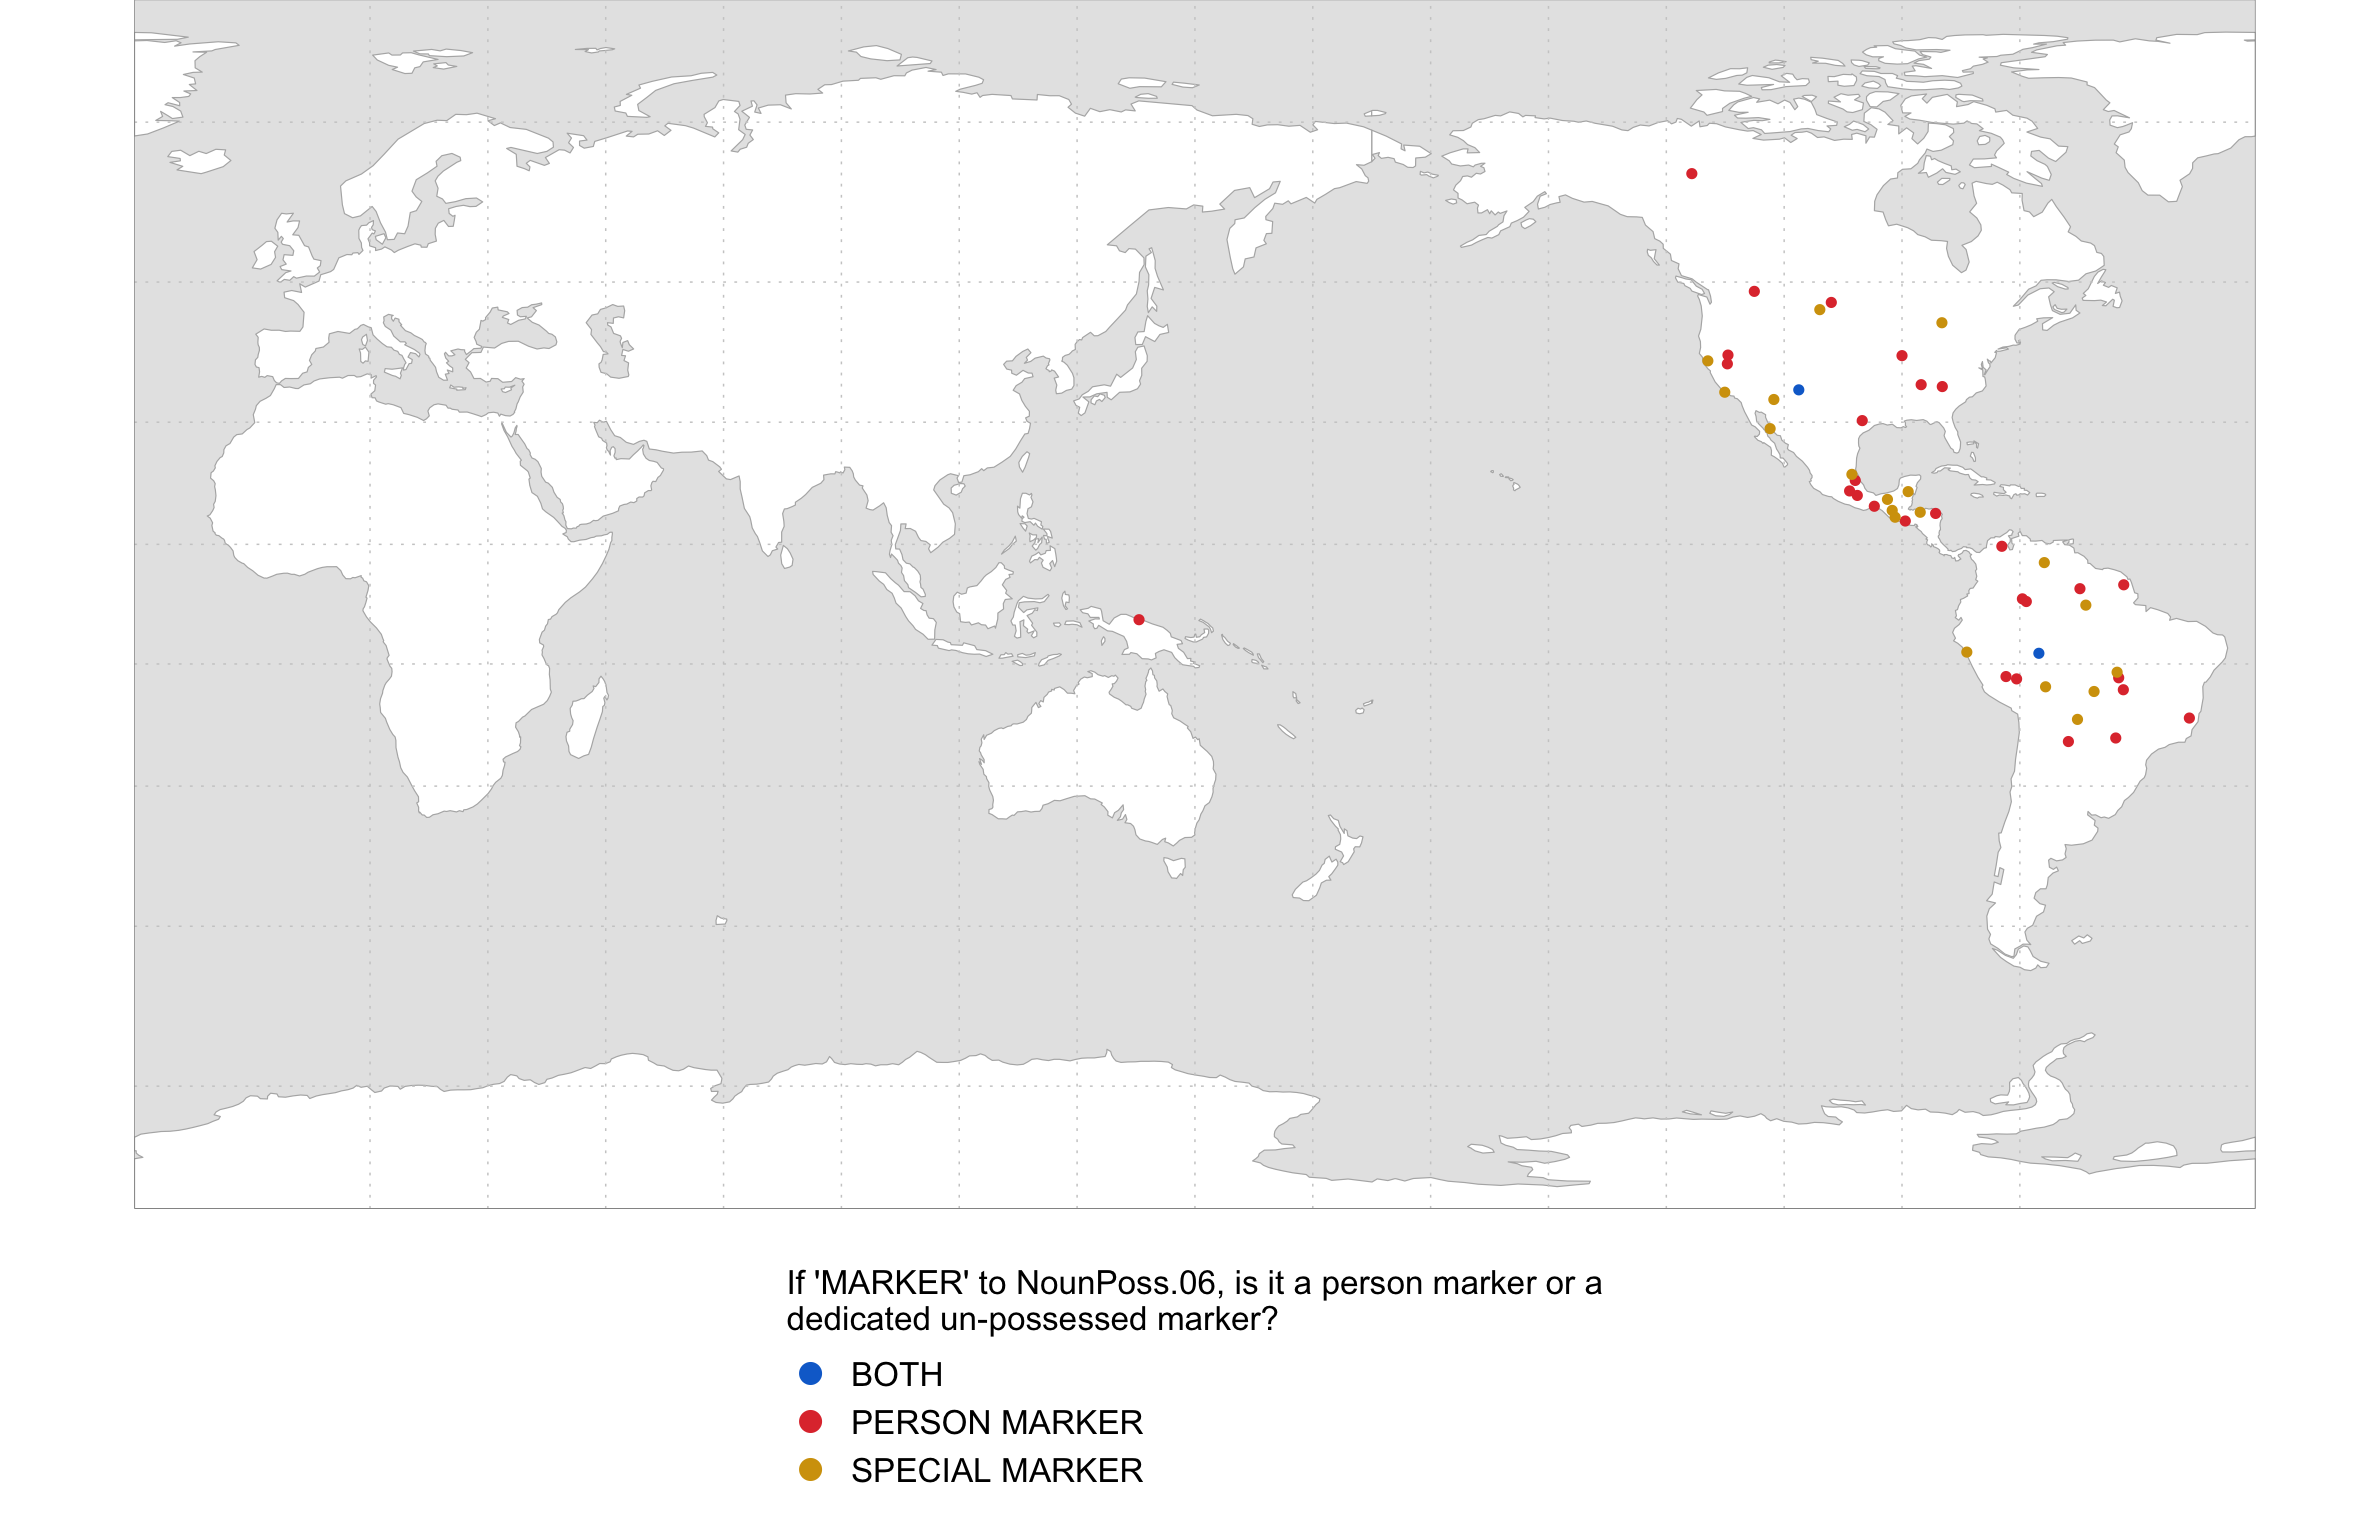 If 'MARKER' to NounPoss.06, is it a person marker or a
dedicated un-possessed marker?
BOTH
PERSON MARKER
SPECIAL MARKER